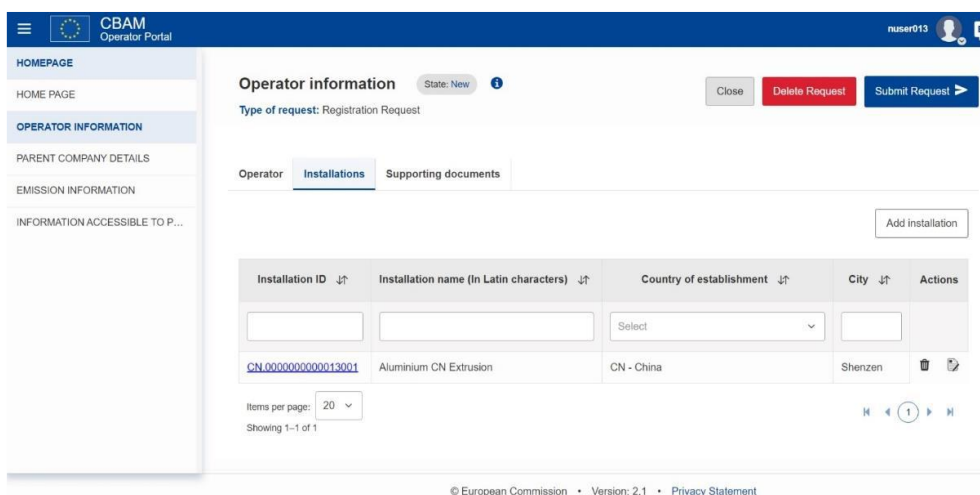 CBAM
Operator Portal
nuser013
HOMEPAGE
HOME PAGE
OPERATOR INFORMATION
PARENT COMPANY DETAILS
EMISSION INFORMATION
INFORMATION ACCESSIBLE TO P...
Operator information State: New
Close Delete Request Submit Request
Type of request: Registration Request
Operator Installations Supporting documents
Add installation
Installation ID Installation name (In Latin characters) Country of establishment City Actions
Select
CN.0000000000013001 Aluminium CN Extrusion CN - China Shenzen
Items per page: 20
1
Showing 1–1 of 1
© European Commission • Version: 2.1 • Privacy Statement